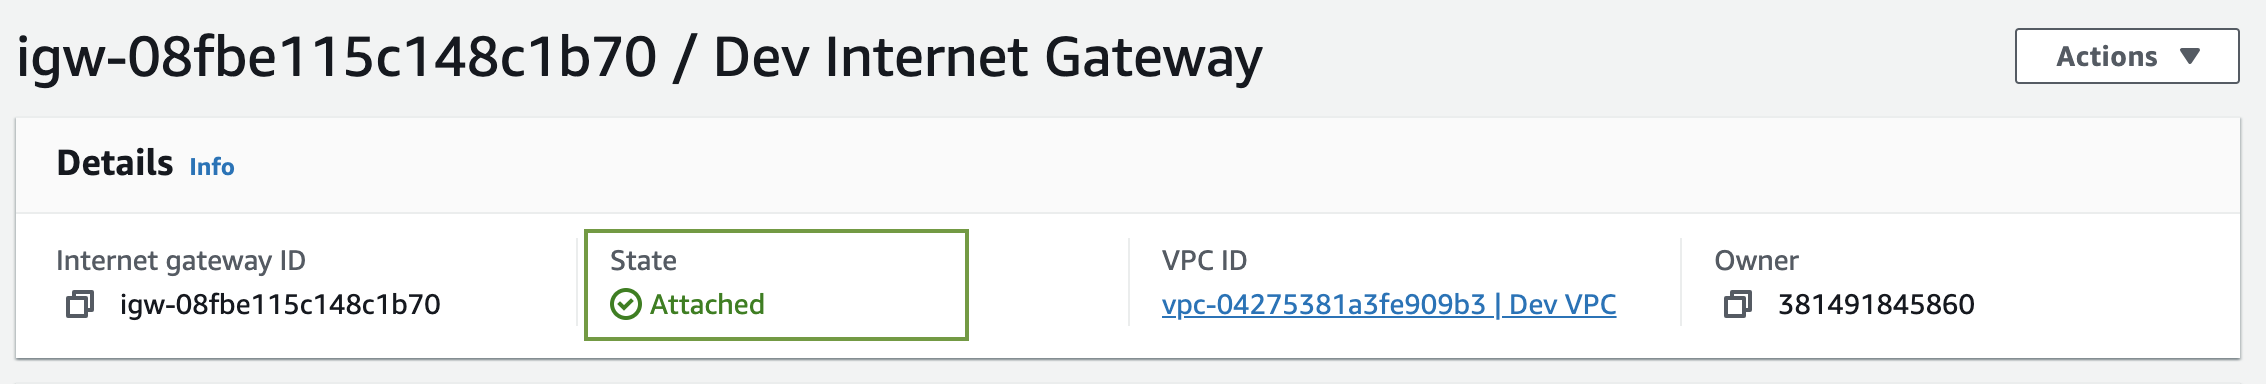 igw-08fbe115c148c1b70 / Dev Internet Gateway
Actions
Details Info
Internet gateway ID
igw-08fbe115c148c1b70
State
Attached
VPC ID
vpc-04275381a3fe909b3 | Dev VPC
Owner
381491845860